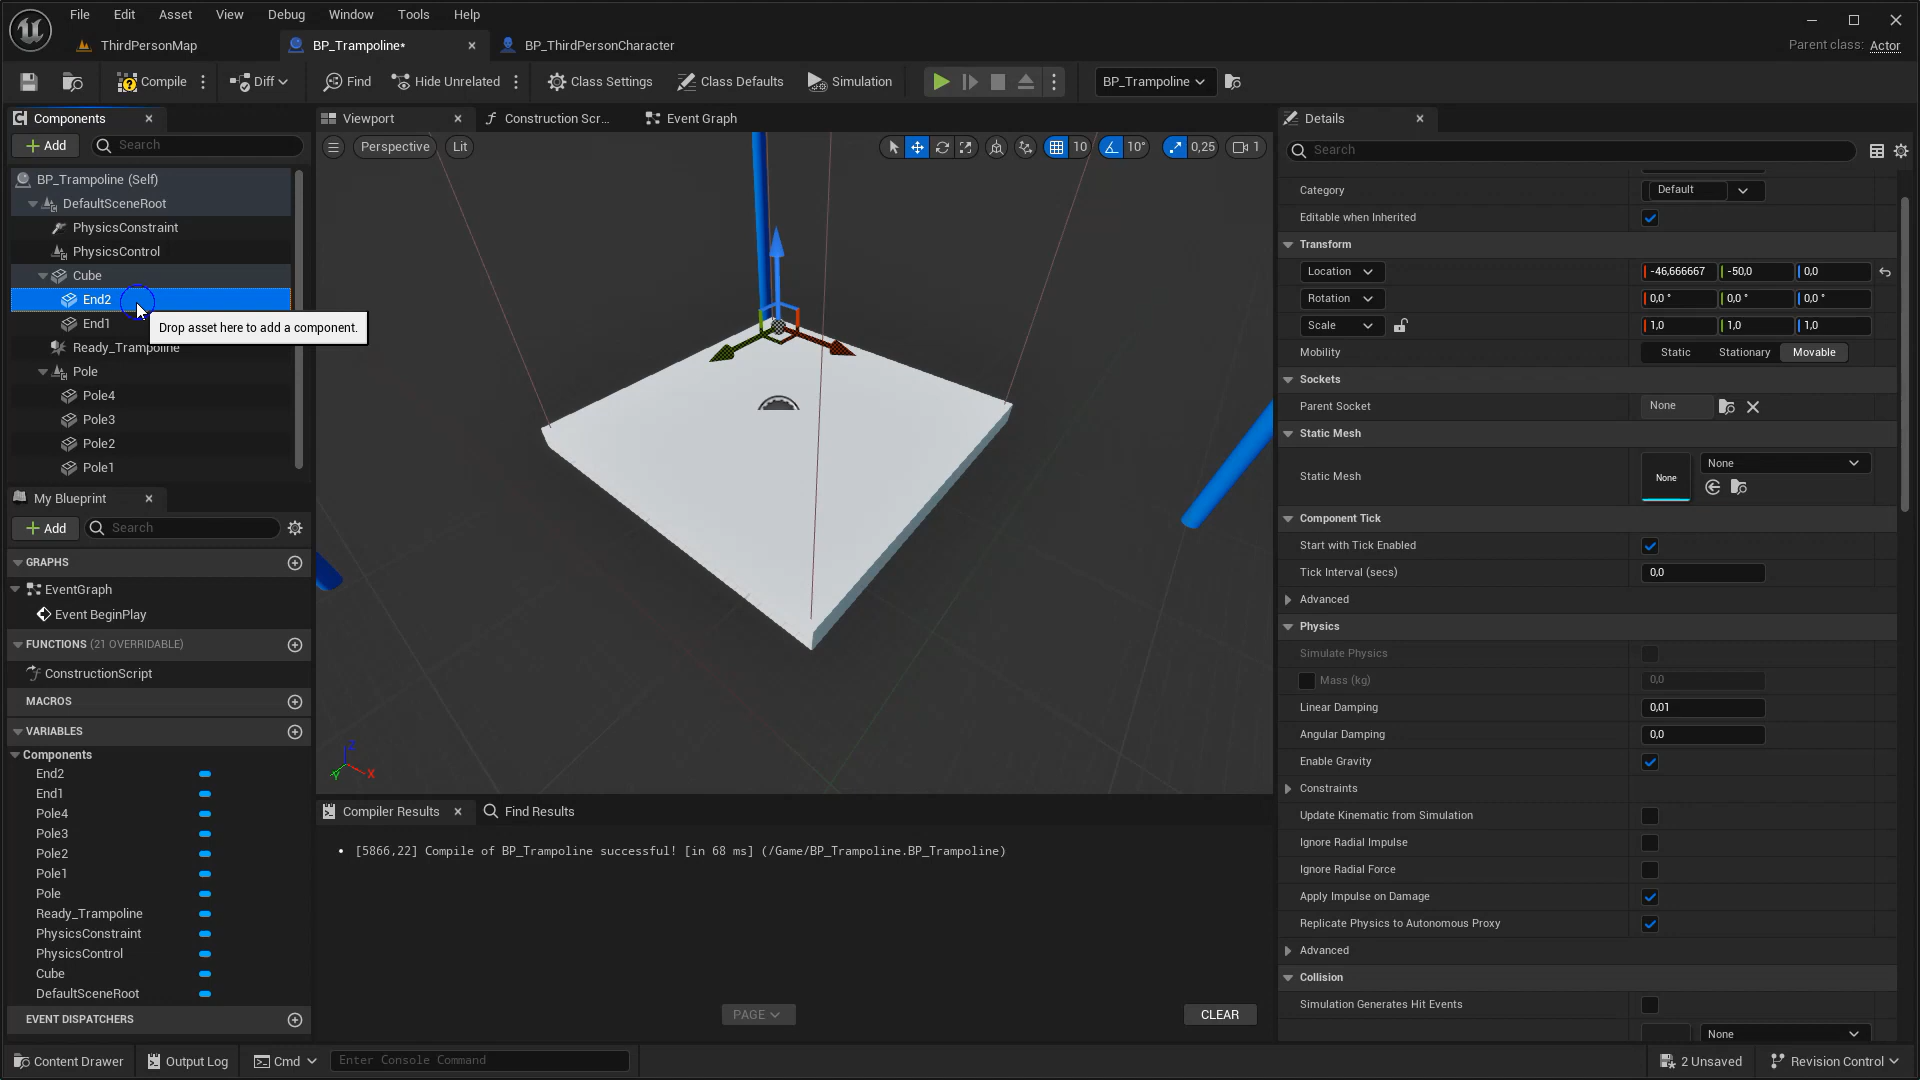 File Edit Asset View Debug Window Tools Help
ThirdPersonMap
BP_Trampoline*
BP_ThirdPersonCharacter
Parent class: Actor
Compile
Diff
Find
Hide Unrelated
Class Settings
Class Defaults
Simulation
BP_Trampoline
Components
Add
Search
BP_Trampoline (Self)
DefaultSceneRoot
PhysicsConstraint
PhysicsControl
Cube
End2
End1
Drop asset here to add a component.
Ready_Trampoline
Pole
Pole4
Pole3
Pole2
Pole1
My Blueprint
Add
Search
GRAPHS
EventGraph
Event BeginPlay
FUNCTIONS (21 OVERRIDABLE)
ConstructionScript
MACROS
VARIABLES
Components
End2
End1
Pole4
Pole3
Pole2
Pole1
Pole
Ready_Trampoline
PhysicsConstraint
PhysicsControl
Cube
DefaultSceneRoot
EVENT DISPATCHERS
Viewport
Construction Scr...
Event Graph
Perspective
Lit
10
10°
0,25
1
Z
X
Y
Compiler Results
Find Results
• [5866,22] Compile of BP_Trampoline successful! [in 68 ms] (/Game/BP_Trampoline.BP_Trampoline)
PAGE
CLEAR
Details
Search
Category Default
Editable when Inherited
Transform
Location -46,666667 -50,0 0,0
Rotation 0,0 ° 0,0 ° 0,0 °
Scale 1,0 1,0 1,0
Mobility Static Stationary Movable
Sockets
Parent Socket None
Static Mesh
Static Mesh None None
Component Tick
Start with Tick Enabled
Tick Interval (secs) 0,0
Advanced
Physics
Simulate Physics
Mass (kg) 0,0
Linear Damping 0,01
Angular Damping 0,0
Enable Gravity
Constraints
Update Kinematic from Simulation
Ignore Radial Impulse
Ignore Radial Force
Apply Impulse on Damage
Replicate Physics to Autonomous Proxy
Advanced
Collision
Simulation Generates Hit Events
None
Content Drawer
Output Log
Cmd
Enter Console Command
2 Unsaved
Revision Control